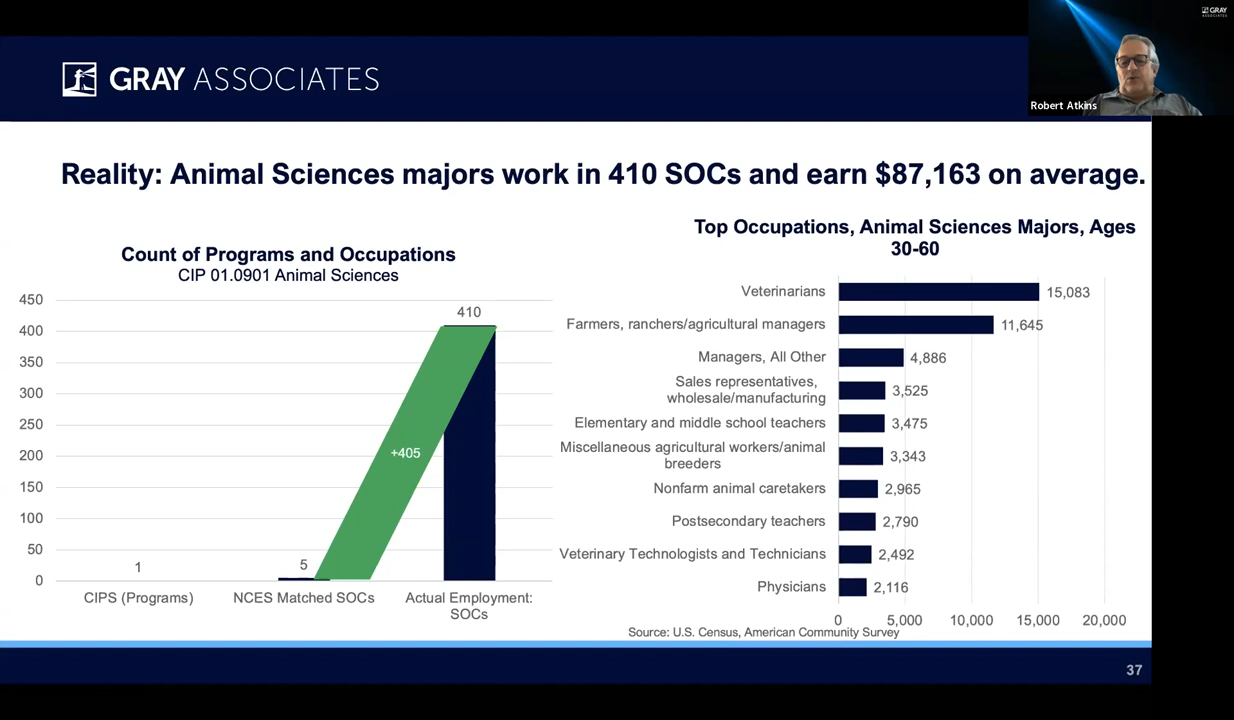 GRAY ASSOCIATES
GRAY
ASSOCIATES
Robert Atkins
Reality: Animal Sciences majors work in 410 SOCs and earn $87,163 on average.
Count of Programs and Occupations
CIP 01.0901 Animal Sciences
450
400
350
300
250
200
150
100
50
0
1
5
+405
410
CIPS (Programs)
NCES Matched SOCs
Actual Employment:
SOCs
Top Occupations, Animal Sciences Majors, Ages
30-60
Veterinarians 15,083
Farmers, ranchers/agricultural managers 11,645
Managers, All Other 4,886
Sales representatives,
wholesale/manufacturing 3,525
Elementary and middle school teachers 3,475
Miscellaneous agricultural workers/animal
breeders 3,343
Nonfarm animal caretakers 2,965
Postsecondary teachers 2,790
Veterinary Technologists and Technicians 2,492
Physicians 2,116
0 5,000 10,000 15,000 20,000
Source: U.S. Census, American Community Survey
37